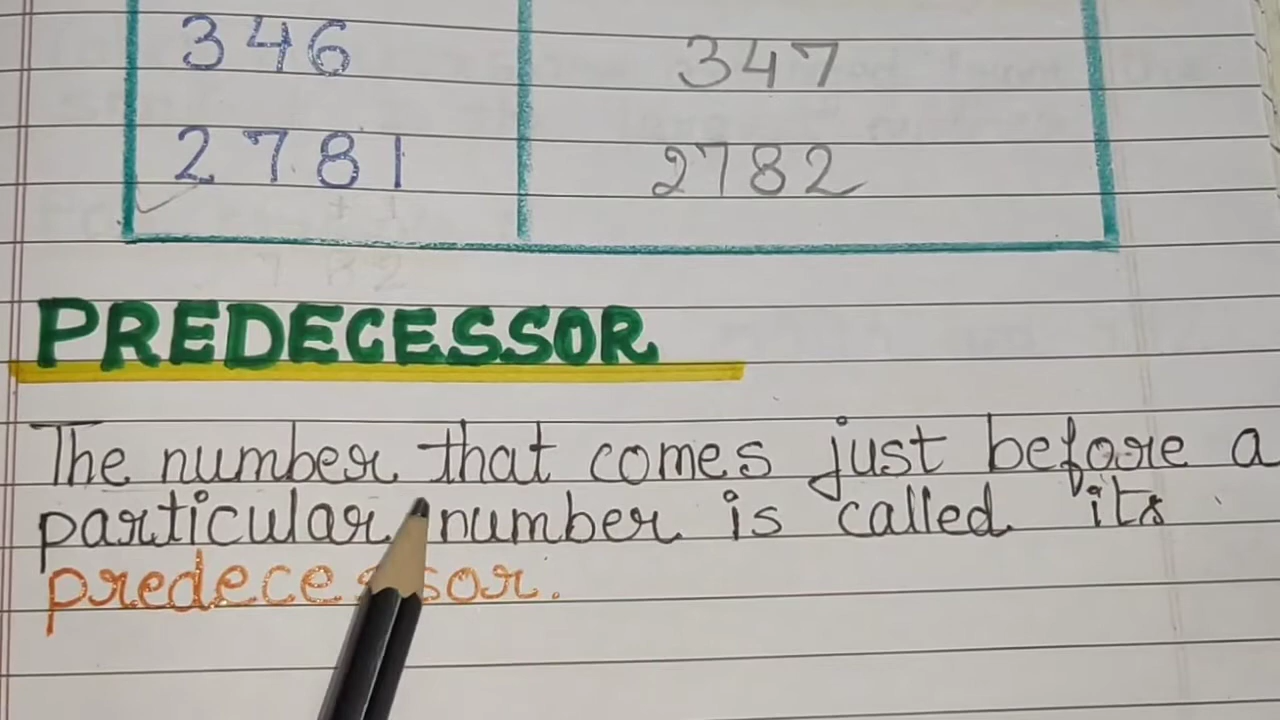 346 347
2781 2782
PREDECESSOR
The number that comes just before a
particular number is called its
predecessor.